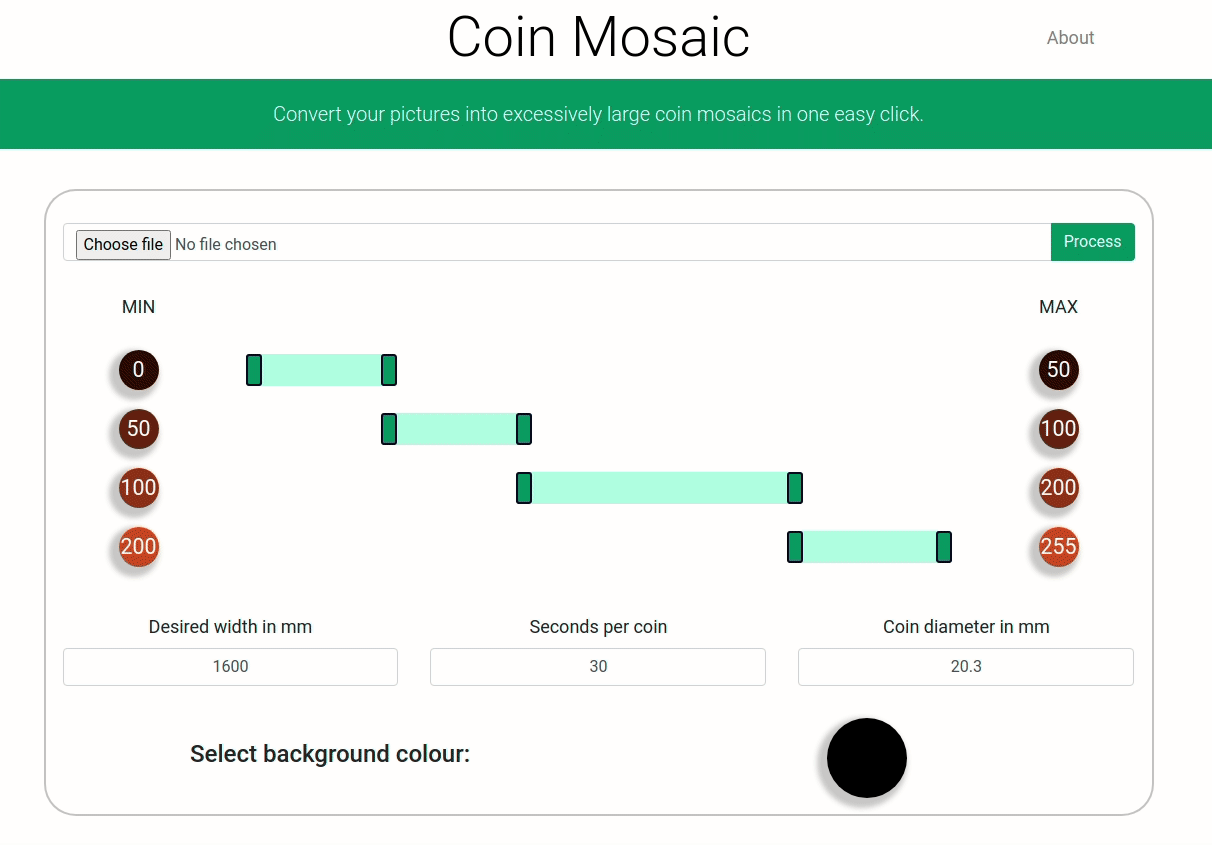 Coin Mosaic
About
Convert your pictures into excessively large coin mosaics in one easy click.
Choose file No file chosen
Process
MIN
MAX
0
50
50
100
100
200
200
255
Desired width in mm
Seconds per coin
Coin diameter in mm
1600
30
20.3
Select background colour: